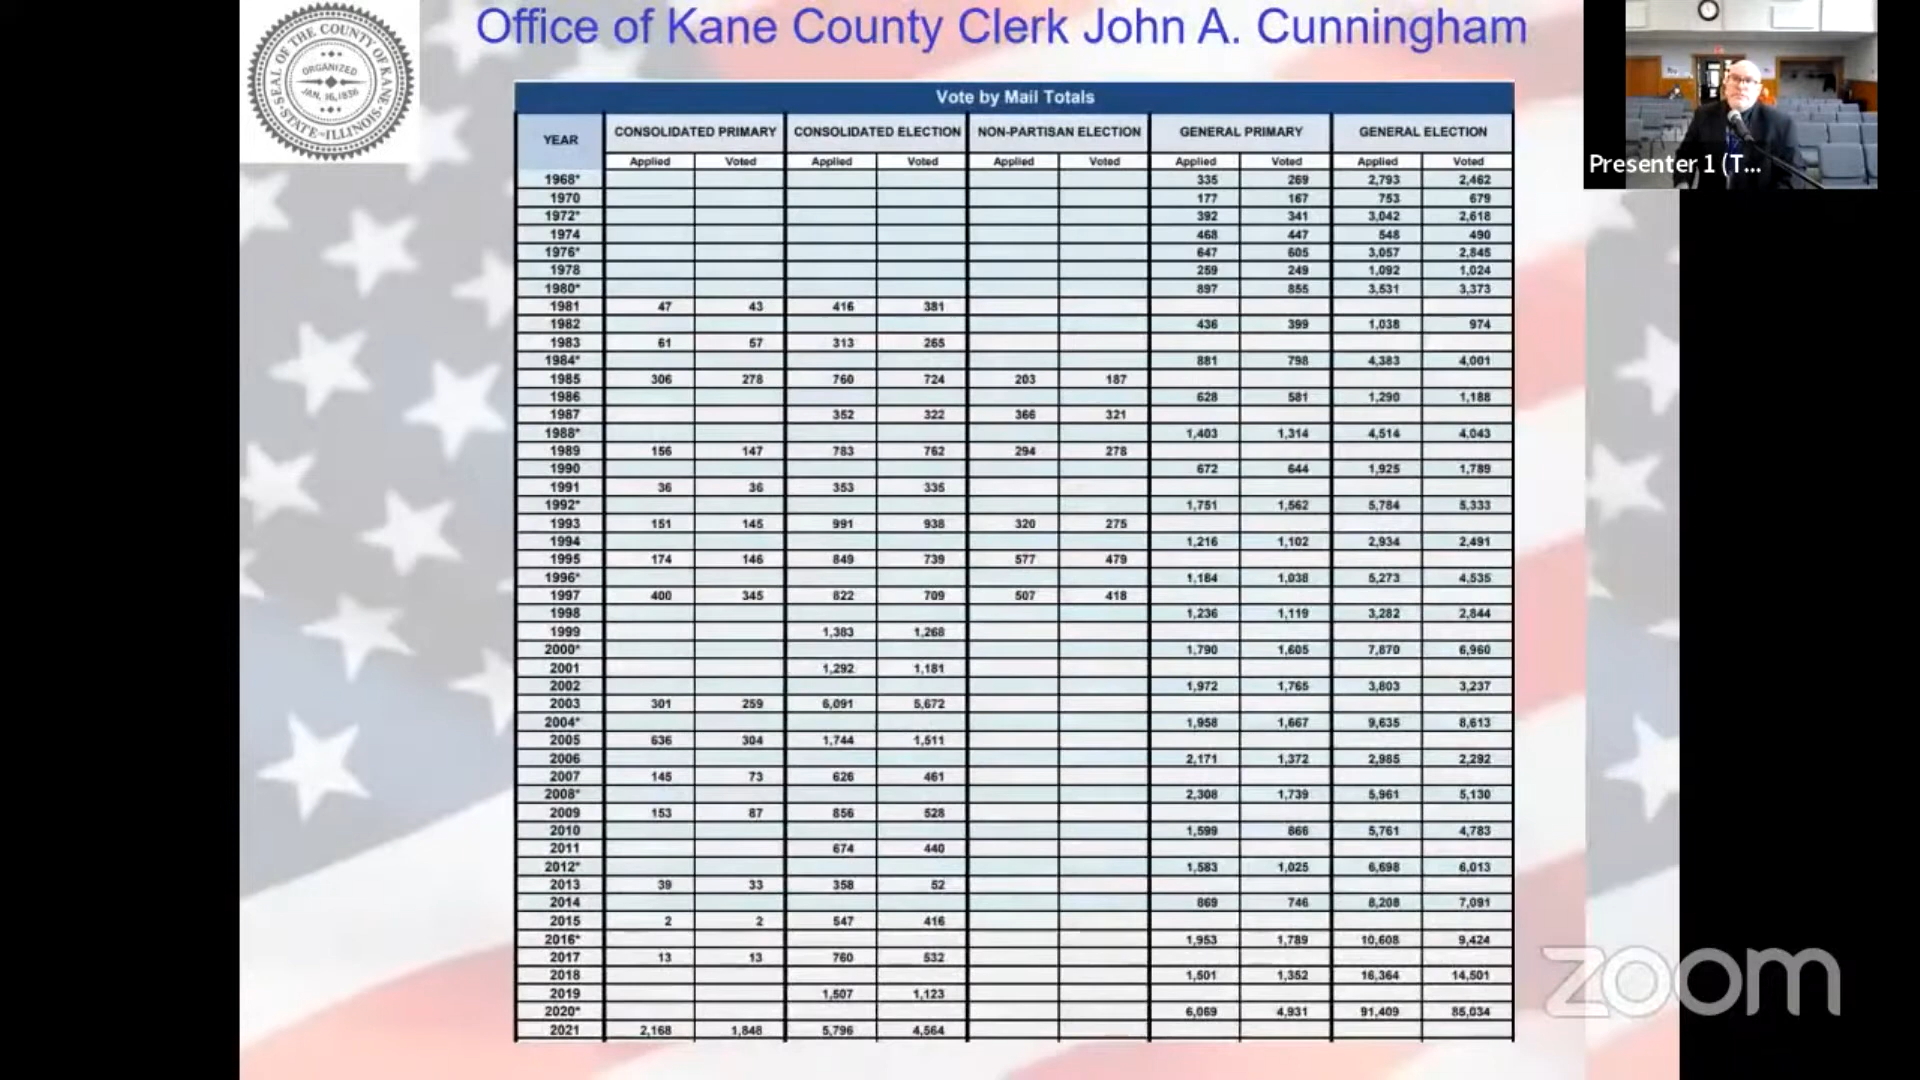 Office of Kane County Clerk John A. Cunningham
SEAL OF THE COUNTY OF KANE
ORGANIZED
JAN. 16, 1836
STATE - ILLINOIS
Presenter 1 (T...
Vote by Mail Totals
YEAR CONSOLIDATED PRIMARY CONSOLIDATED ELECTION NON-PARTISAN ELECTION GENERAL PRIMARY GENERAL ELECTION
Applied Voted Applied Voted Applied Voted Applied Voted Applied Voted
1968* 335 269 2,793 2,462
1970 177 167 753 679
1972* 392 341 3,042 2,618
1974 468 447 548 490
1976* 647 605 3,057 2,845
1978 259 249 1,092 1,024
1980* 897 855 3,531 3,373
1981 47 43 416 381
1982 436 399 1,038 974
1983 61 57 313 265
1984* 881 798 4,383 4,001
1985 306 278 760 724 203 187
1986 628 581 1,290 1,188
1987 352 322 366 321
1988* 1,403 1,314 4,514 4,043
1989 156 147 783 762 294 278
1990 672 644 1,925 1,789
1991 36 36 353 335
1992* 1,751 1,562 5,784 5,333
1993 151 145 991 938 320 275
1994 1,216 1,102 2,934 2,491
1995 174 146 849 739 577 479
1996* 1,184 1,038 5,273 4,535
1997 400 345 822 709 507 418
1998 1,236 1,119 3,282 2,844
1999 1,383 1,268
2000* 1,790 1,605 7,870 6,960
2001 1,292 1,181
2002 1,972 1,765 3,803 3,237
2003 301 259 6,091 5,672
2004* 1,958 1,667 9,635 8,613
2005 636 304 1,744 1,511
2006 2,171 1,372 2,985 2,292
2007 145 73 626 461
2008* 2,308 1,739 5,961 5,130
2009 153 87 856 528
2010 1,599 866 5,761 4,783
2011 674 440
2012* 1,583 1,025 6,698 6,013
2013 39 33 358 52
2014 869 746 8,208 7,091
2015 2 2 547 416
2016* 1,953 1,789 10,608 9,424
2017 13 13 760 532
2018 1,501 1,352 16,364 14,501
2019 1,507 1,123
2020* 6,069 4,931 91,409 85,034
2021 2,168 1,848 5,796 4,564
zoom